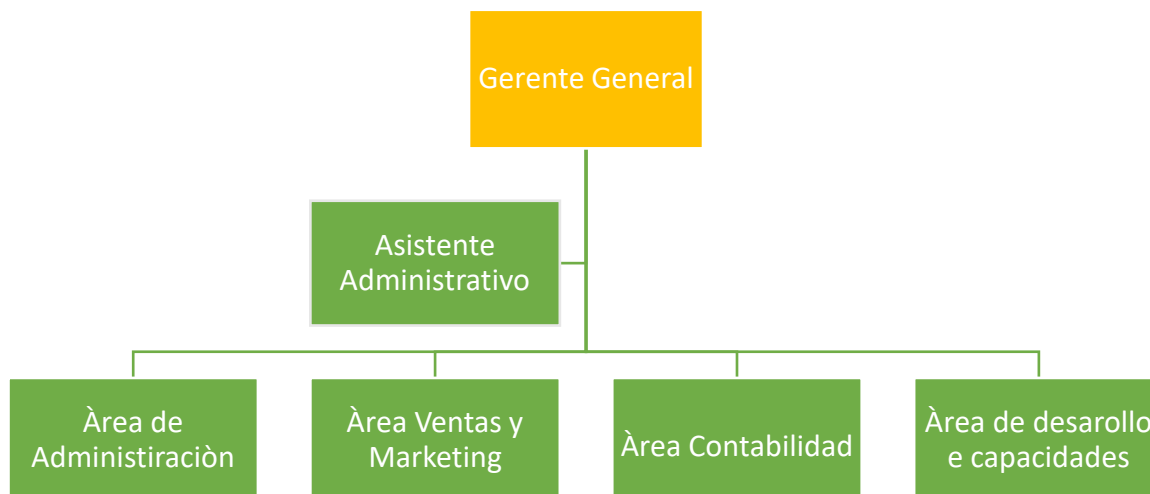 Gerente General
Asistente
Administrativo
Àrea de
Administiraciòn
Àrea Ventas y
Marketing
Àrea Contabilidad
Àrea de desarollo
e capacidades